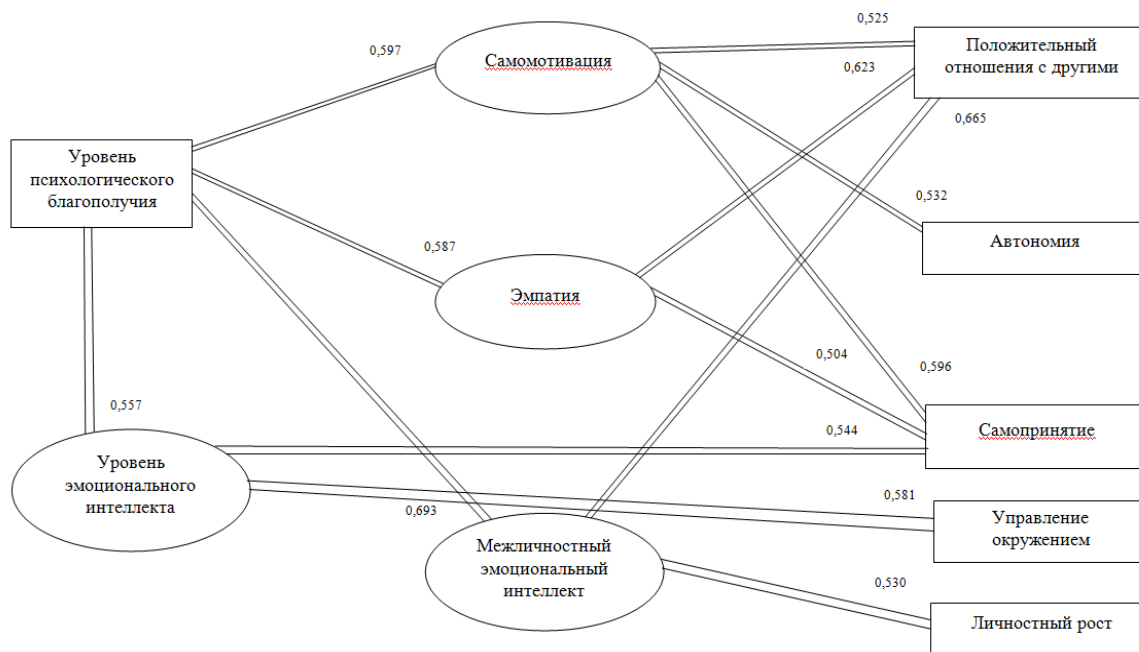 0,525
0,597
Самомотивация
Положительный
отношения с другими
0,623
0,665
Уровень
психологического
благополучия
0,532
Автономия
0,587
Эмпатия
0,504
0,596
0,557
0,544
Самопринятие
Уровень
эмоционального
интеллекта
0,581
0,693
Управление
окружением
Межличностный
эмоциональный
интеллект
0,530
Личностный рост